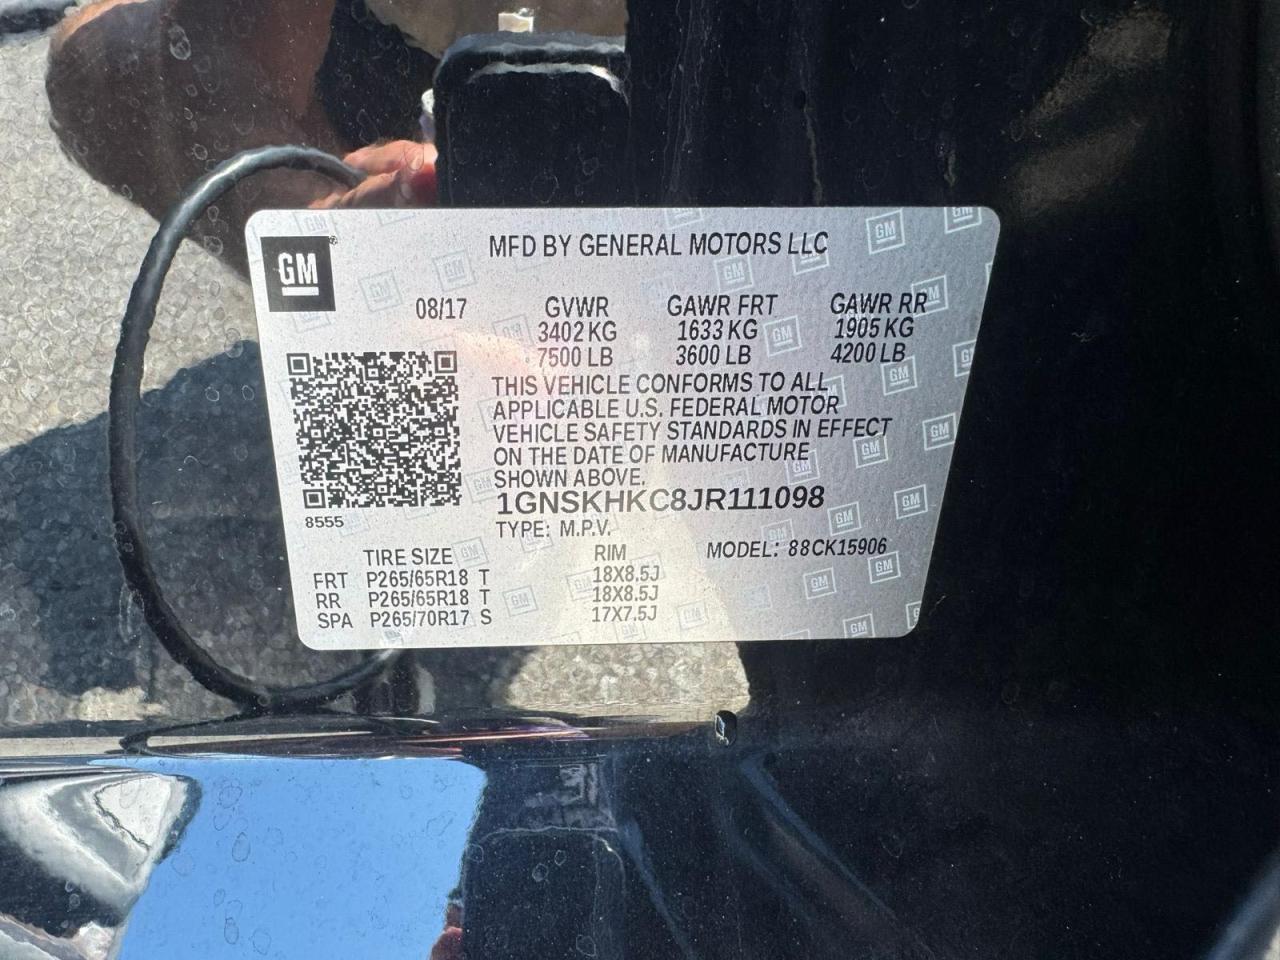 GM
MFD BY GENERAL MOTORS LLC
08/17 GVWR GAWR FRT GAWR RR
3402 KG 1633 KG 1905 KG
7500 LB 3600 LB 4200 LB
THIS VEHICLE CONFORMS TO ALL
APPLICABLE U.S. FEDERAL MOTOR
VEHICLE SAFETY STANDARDS IN EFFECT
ON THE DATE OF MANUFACTURE
SHOWN ABOVE.
1GNSKHKC8JR111098
8555
TYPE: M.P.V.
TIRE SIZE RIM MODEL: 88CK15906
FRT P265/65R18 T 18X8.5J
RR P265/65R18 T 18X8.5J
SPA P265/70R17 S 17X7.5J